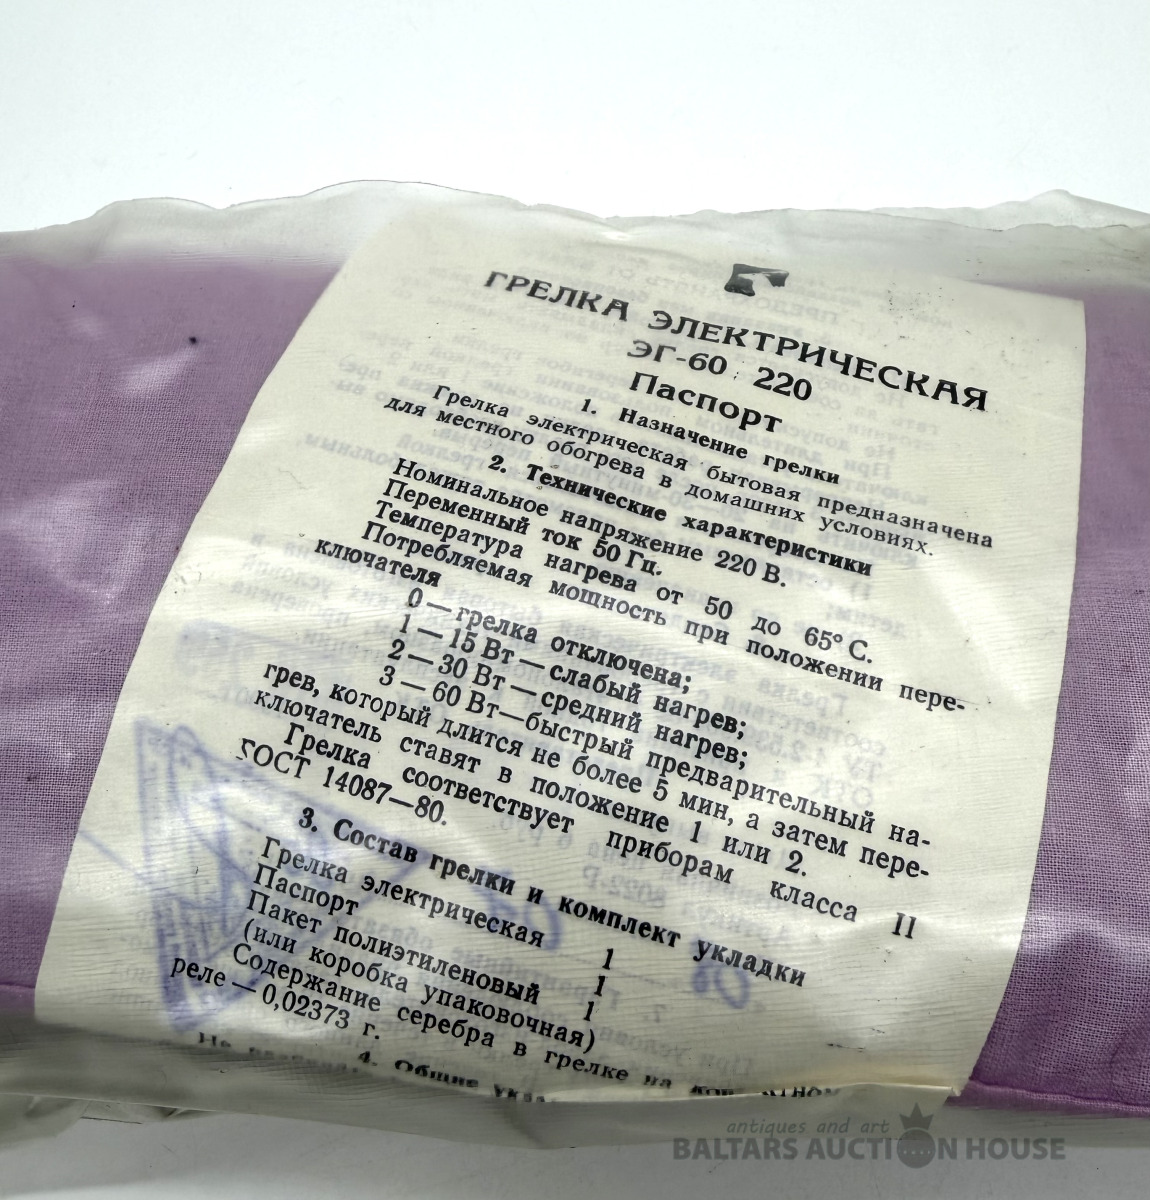 ГРЕЛКА ЭЛЕКТРИЧЕСКАЯ
ЭГ-60 220
Паспорт
1. Назначение грелки
Грелка электрическая бытовая предназначена
для местного обогрева в домашних условиях.
2. Технические характеристики
Номинальное напряжение 220 В.
Переменный ток 50 Гц.
Температура нагрева от 50 до 65° С.
Потребляемая мощность при положении пере-
ключателя
0 — грелка отключена;
1 — 15 Вт — слабый нагрев;
2 — 30 Вт — средний нагрев;
3 — 60 Вт — быстрый предварительный на-
грев, который длится не более 5 мин, а затем пере-
ключатель ставят в положение 1 или 2.
Грелка соответствует приборам класса II
ГОСТ 14087—80.
3. Состав грелки и комплект укладки
Грелка электрическая 1
Паспорт 1
Пакет полиэтиленовый 1
(или коробка упаковочная)
Содержание серебра в грелке на
реле — 0,02373 г.
4. Общие
antiques and art
BALTARS AUCTION HOUSE